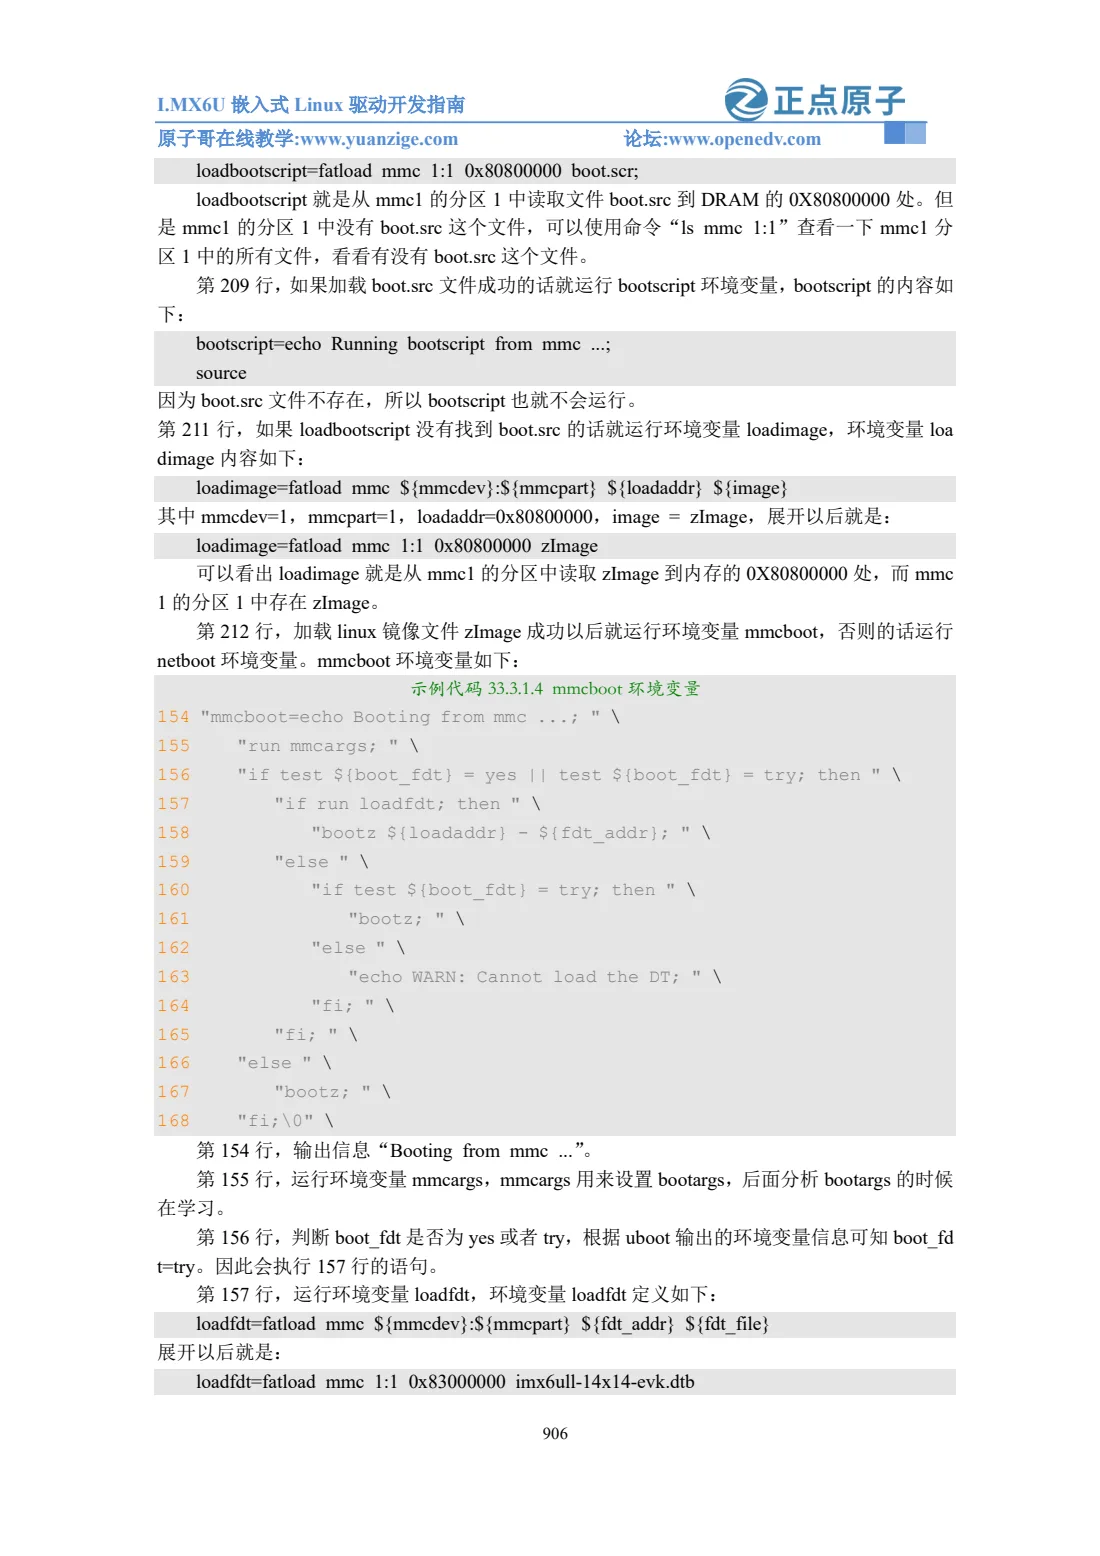 I.MX6U 嵌入式 Linux 驱动开发指南
正点原子
原子哥在线教学:www.yuanzige.com 论坛:www.openedv.com
loadbootscript=fatload mmc 1:1 0x80800000 boot.scr;
loadbootscript 就是从 mmc1 的分区 1 中读取文件 boot.src 到 DRAM 的 0X80800000 处。但
是 mmc1 的分区 1 中没有 boot.src 这个文件，可以使用命令“ls mmc 1:1”查看一下 mmc1 分
区 1 中的所有文件，看看有没有 boot.src 这个文件。
第 209 行，如果加载 boot.src 文件成功的话就运行 bootscript 环境变量，bootscript 的内容如
下：
bootscript=echo Running bootscript from mmc ...;
source
因为 boot.src 文件不存在，所以 bootscript 也就不会运行。
第 211 行，如果 loadbootscript 没有找到 boot.src 的话就运行环境变量 loadimage，环境变量 loa
dimage 内容如下：
loadimage=fatload mmc ${mmcdev}:${mmcpart} ${loadaddr} ${image}
其中 mmcdev=1，mmcpart=1，loadaddr=0x80800000，image = zImage，展开以后就是：
loadimage=fatload mmc 1:1 0x80800000 zImage
可以看出 loadimage 就是从 mmc1 的分区中读取 zImage 到内存的 0X80800000 处，而 mmc
1 的分区 1 中存在 zImage。
第 212 行，加载 linux 镜像文件 zImage 成功以后就运行环境变量 mmcboot，否则的话运行
netboot 环境变量。mmcboot 环境变量如下：
示例代码 33.3.1.4 mmcboot 环境变量
154 "mmcboot=echo Booting from mmc ...; " \
155 "run mmcargs; " \
156 "if test ${boot_fdt} = yes || test ${boot_fdt} = try; then " \
157 "if run loadfdt; then " \
158 "bootz ${loadaddr} - ${fdt_addr}; " \
159 "else " \
160 "if test ${boot_fdt} = try; then " \
161 "bootz; " \
162 "else " \
163 "echo WARN: Cannot load the DT; " \
164 "fi; " \
165 "fi; " \
166 "else " \
167 "bootz; " \
168 "fi;\0" \
第 154 行，输出信息“Booting from mmc ...”。
第 155 行，运行环境变量 mmcargs，mmcargs 用来设置 bootargs，后面分析 bootargs 的时候
在学习。
第 156 行，判断 boot_fdt 是否为 yes 或者 try，根据 uboot 输出的环境变量信息可知 boot_fd
t=try。因此会执行 157 行的语句。
第 157 行，运行环境变量 loadfdt，环境变量 loadfdt 定义如下：
loadfdt=fatload mmc ${mmcdev}:${mmcpart} ${fdt_addr} ${fdt_file}
展开以后就是：
loadfdt=fatload mmc 1:1 0x83000000 imx6ull-14x14-evk.dtb
906